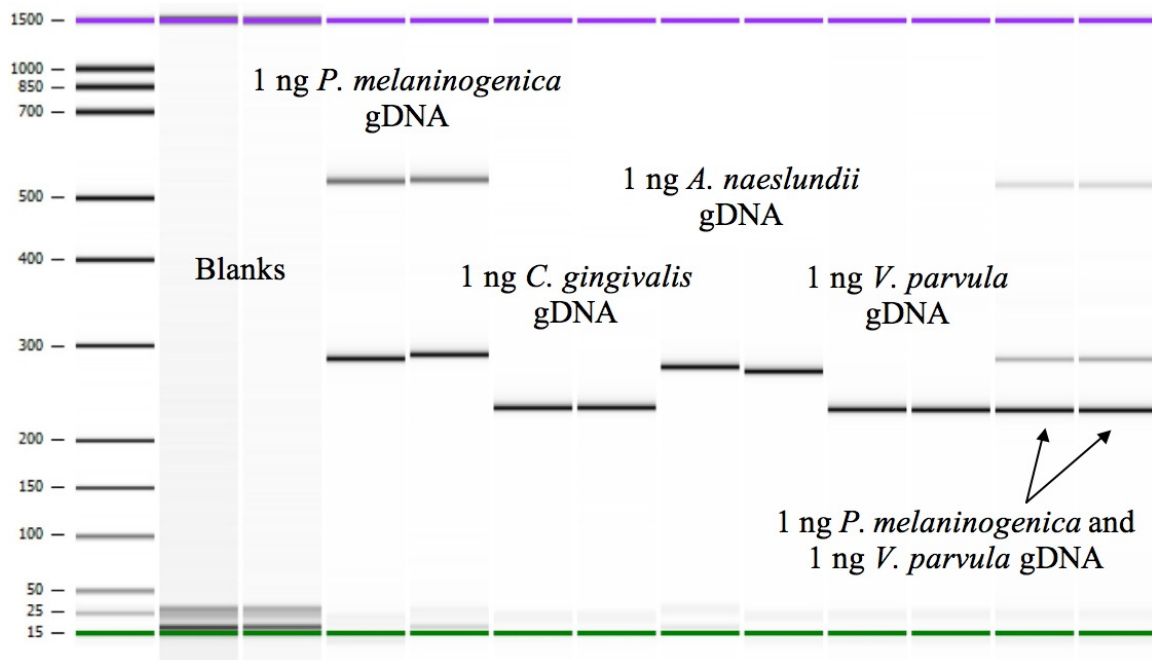 1500
1000
850
700
500
400
300
200
150
100
50
25
15
1 ng P. melaninogenica
gDNA
1 ng A. naeslundii
gDNA
Blanks
1 ng C. gingivalis
gDNA
1 ng V. parvula
gDNA
1 ng P. melaninogenica and
1 ng V. parvula gDNA